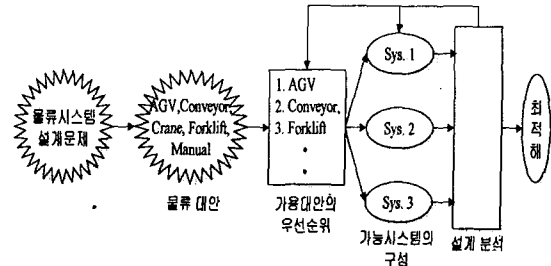 물류시스템
설계문제
AGV,Conveyor,
Crane, Forklift,
Manual
물류 대안
1. AGV
2. Conveyor,
3. Forklift
가용대안의
우선순위
Sys. 1
Sys. 2
Sys. 3
가능시스템의
구성
설계 분석
최
적
해